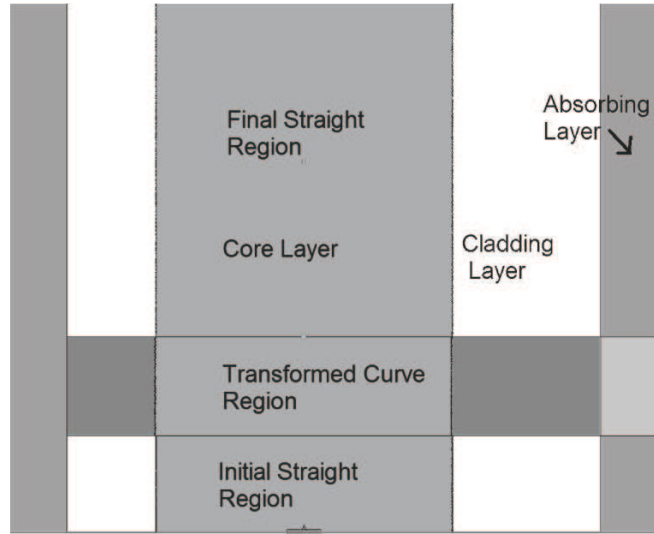 Final Straight
Region
Absorbing
Layer
Core Layer
Cladding
Layer
Transformed Curve
Region
Initial Straight
Region